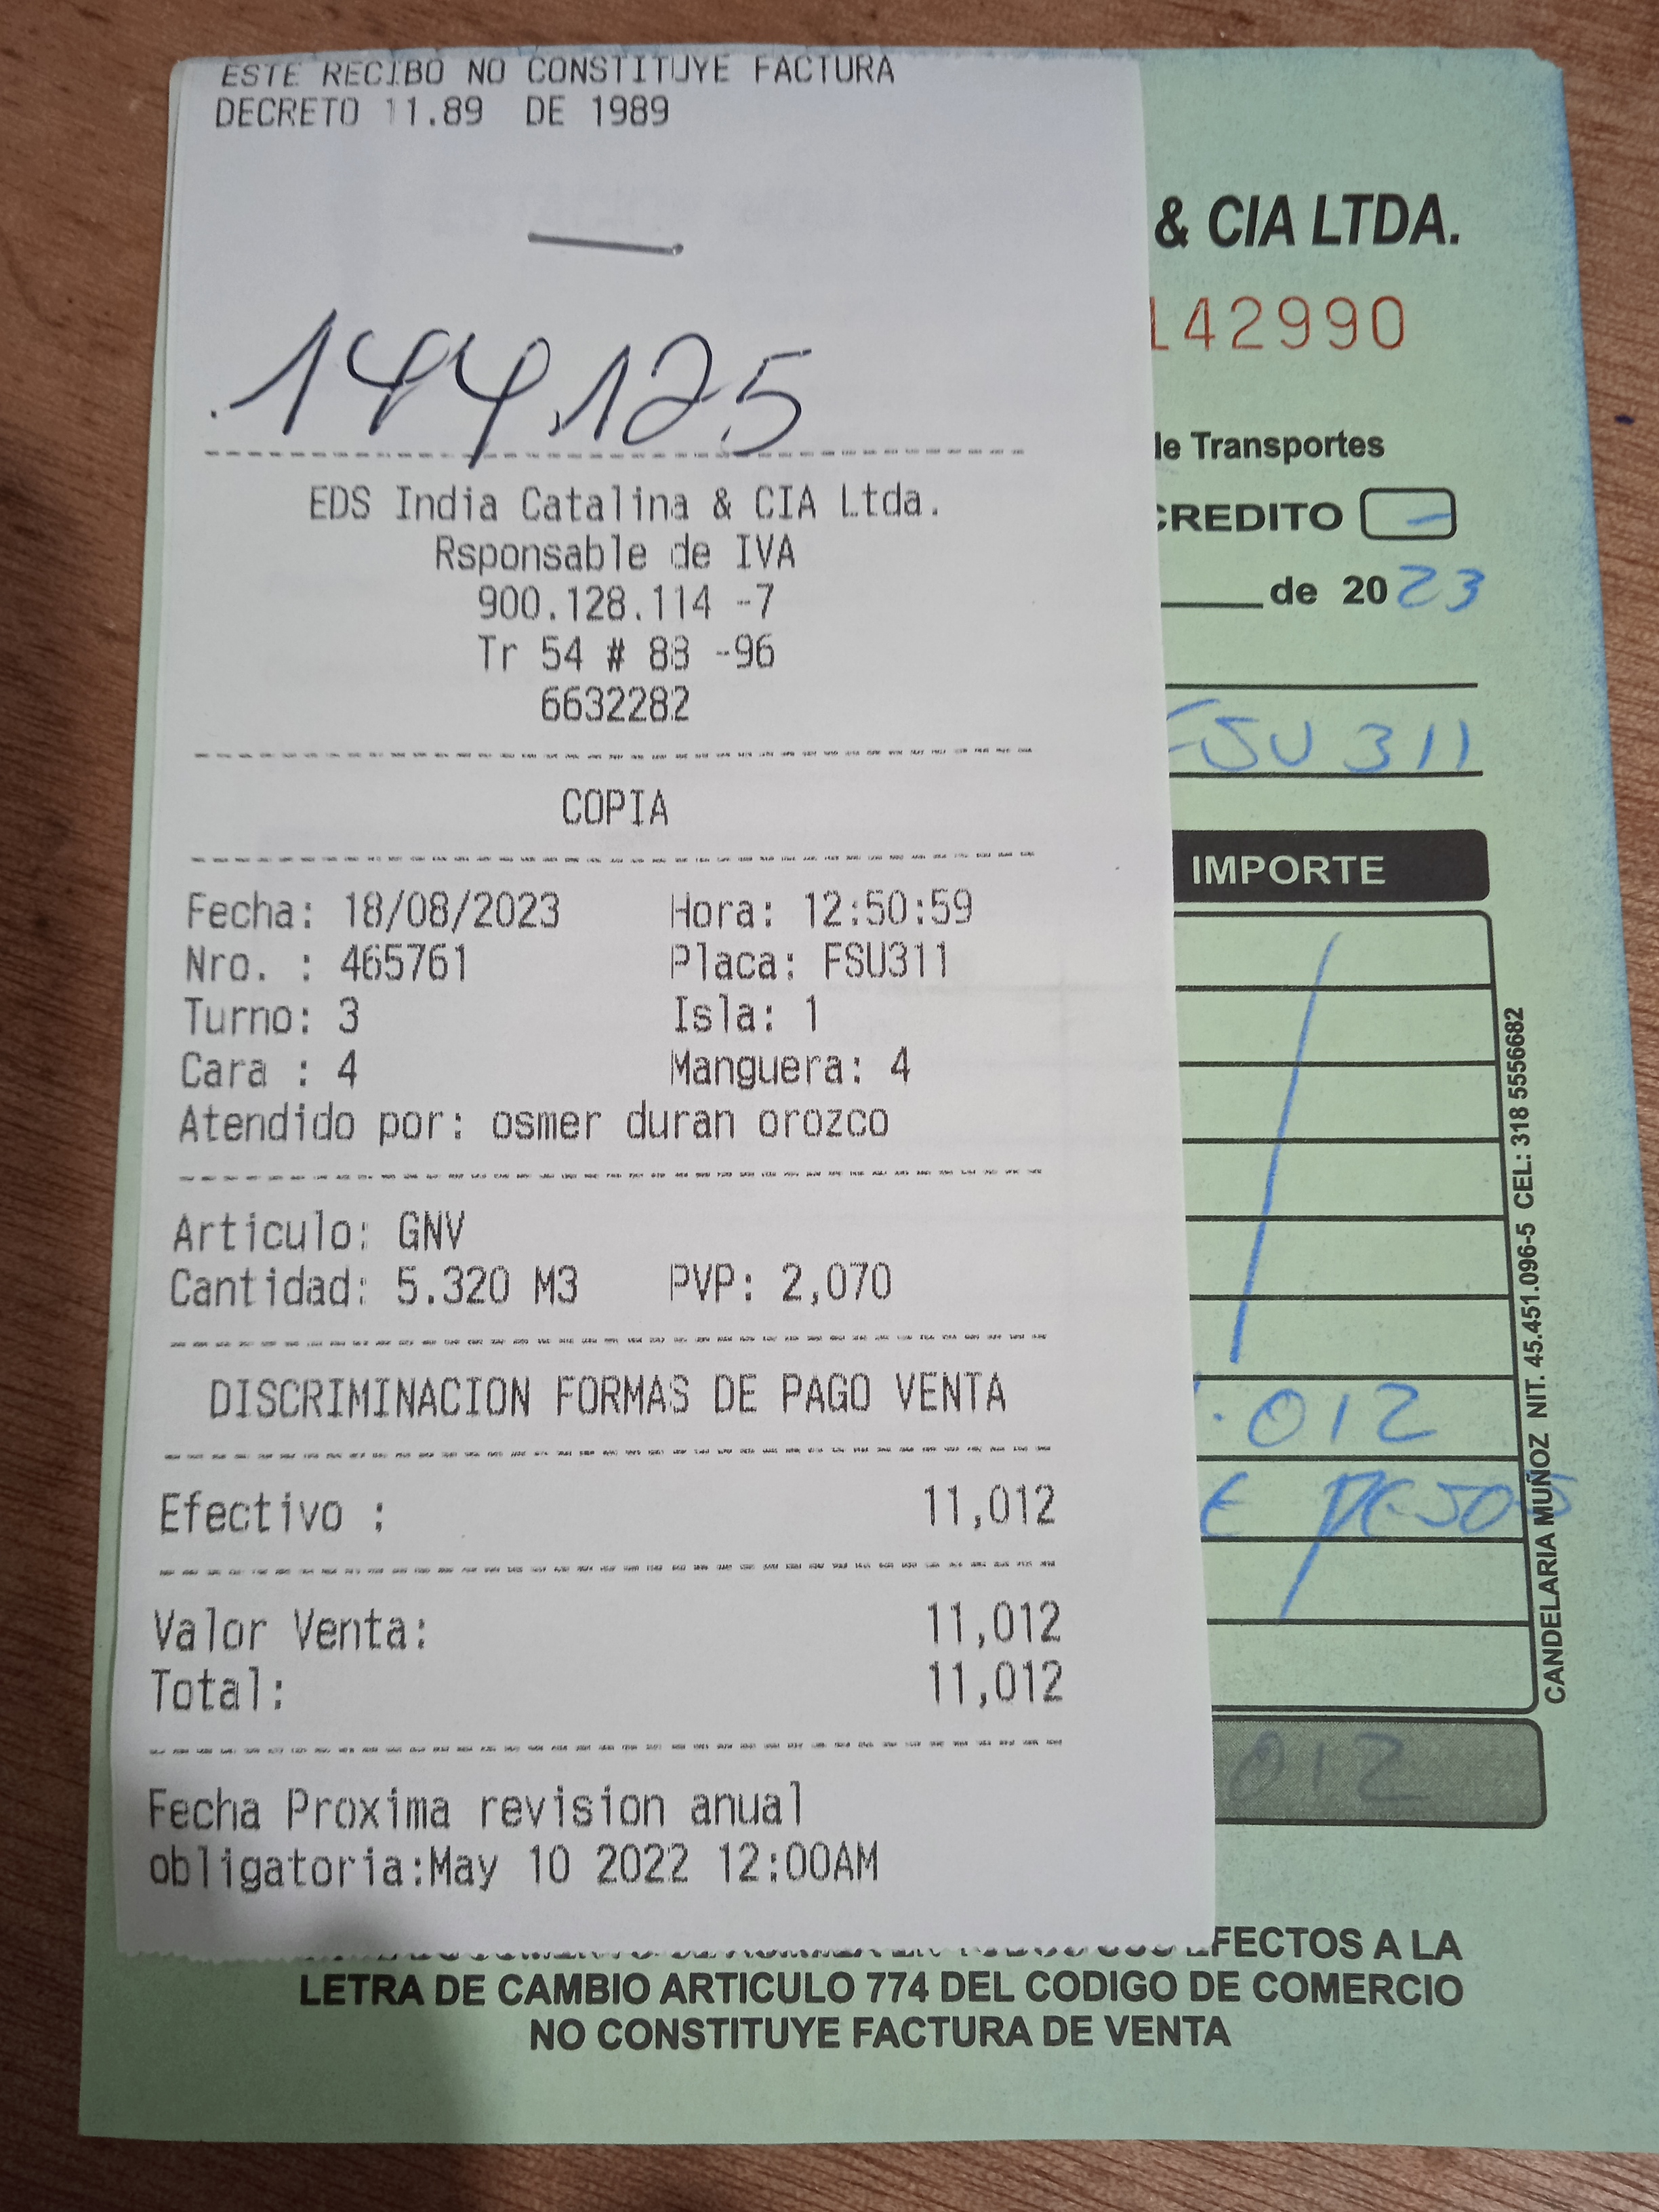 ESTE RECIBO NO CONSTITUYE FACTURA
DECRETO 11.89 DE 1989
144.125
EDS India Catalina & CIA Ltda.
Rsponsable de IVA
900.128.114 -7
Tr 54 # 88 -96
6632282
COPIA
Fecha: 18/08/2023 Hora: 12:50:59
Nro. : 465761 Placa: FSU311
Turno: 3 Isla: 1
Cara : 4 Manguera: 4
Atendido por: osmer duran orozco
Articulo: GNV
Cantidad: 5.320 M3 PVP: 2,070
DISCRIMINACION FORMAS DE PAGO VENTA
Efectivo : 11,012
Valor Venta: 11,012
Total: 11,012
Fecha Proxima revision anual
obligatoria:May 10 2022 12:00AM
& CIA LTDA.
142990
de Transportes
CREDITO
de 2023
FSU 311
IMPORTE
.012
E PESOS
012
CANDELARIA MUÑOZ NIT. 45.451.096-5 CEL: 318 5556682
EFECTOS A LA
LETRA DE CAMBIO ARTICULO 774 DEL CODIGO DE COMERCIO
NO CONSTITUYE FACTURA DE VENTA